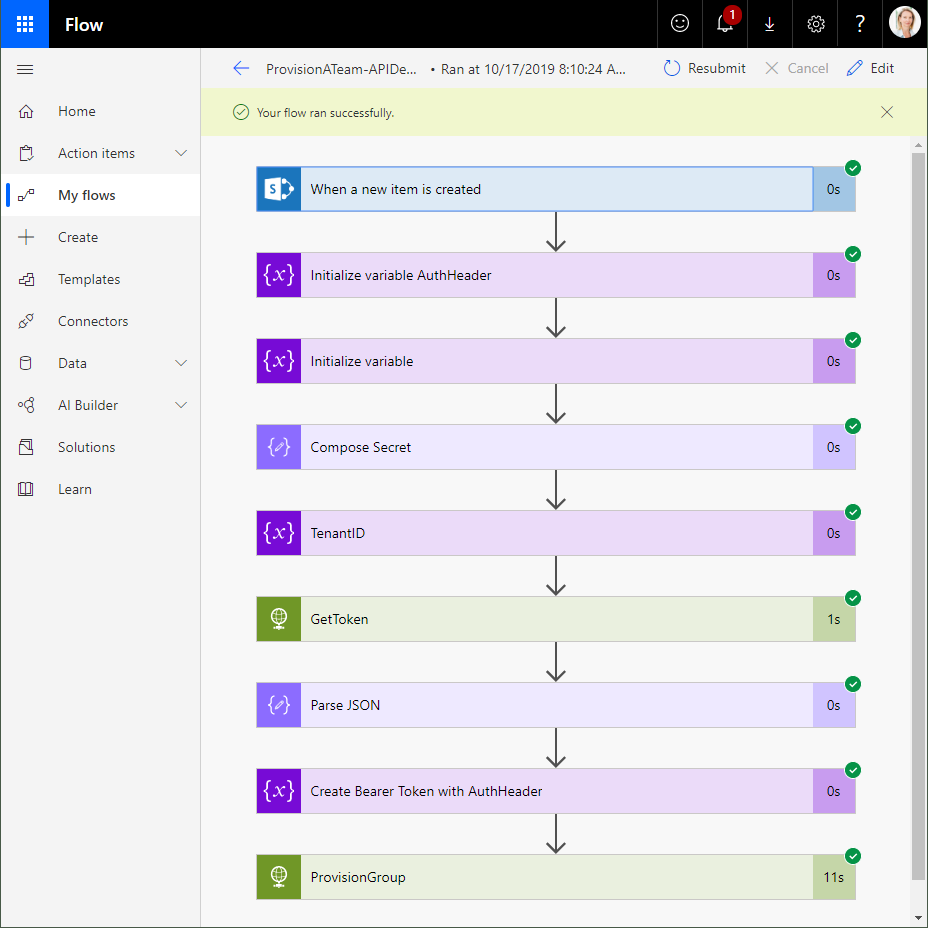 Flow
1
?
ProvisionATeam-APIDe... • Ran at 10/17/2019 8:10:24 A...
Resubmit
Cancel
Edit
Your flow ran successfully.
Home
Action items
My flows
Create
Templates
Connectors
Data
AI Builder
Solutions
Learn
S
When a new item is created
0s
{x}
Initialize variable AuthHeader
0s
{x}
Initialize variable
0s
Compose Secret
0s
{x}
TenantID
0s
GetToken
1s
Parse JSON
0s
{x}
Create Bearer Token with AuthHeader
0s
ProvisionGroup
11s